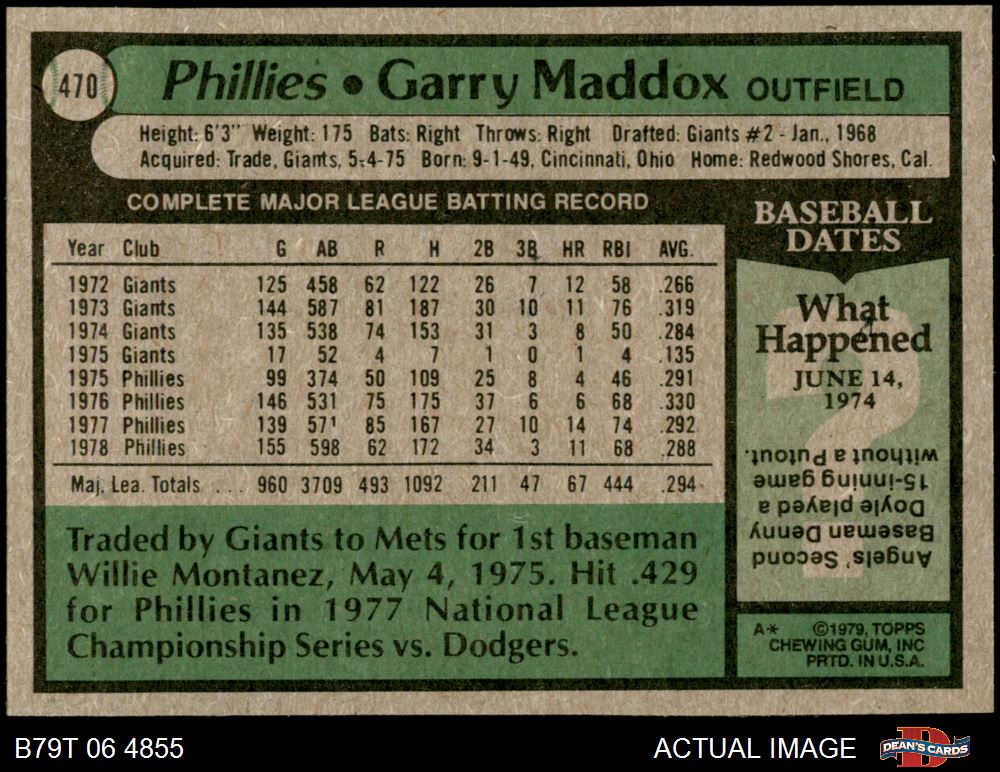 470
Phillies • Garry Maddox OUTFIELD
Height: 6'3" Weight: 175 Bats: Right Throws: Right Drafted: Giants #2 - Jan., 1968
Acquired: Trade, Giants, 5-4-75 Born: 9-1-49, Cincinnati, Ohio Home: Redwood Shores, Cal.
COMPLETE MAJOR LEAGUE BATTING RECORD
Year Club G AB R H 2B 3B HR RBI AVG.
1972 Giants 125 458 62 122 26 7 12 58 .266
1973 Giants 144 587 81 187 30 10 11 76 .319
1974 Giants 135 538 74 153 31 3 8 50 .284
1975 Giants 17 52 4 7 1 0 1 4 .135
1975 Phillies 99 374 50 109 25 8 4 46 .291
1976 Phillies 146 531 75 175 37 6 6 68 .330
1977 Phillies 139 571 85 167 27 10 14 74 .292
1978 Phillies 155 598 62 172 34 3 11 68 .288
Maj. Lea. Totals ... 960 3709 493 1092 211 47 67 444 .294
Traded by Giants to Mets for 1st baseman
Willie Montanez, May 4, 1975. Hit .429
for Phillies in 1977 National League
Championship Series vs. Dodgers.
BASEBALL
DATES
What
Happened
JUNE 14,
1974
?
Angels' Second
Baseman Denny
Doyle played a
15-inning game
without a Putout.
A* ©1979, TOPPS
CHEWING GUM, INC
PRTD. IN U.S.A.
B79T 06 4855
ACTUAL IMAGE
D
DEAN'S CARDS